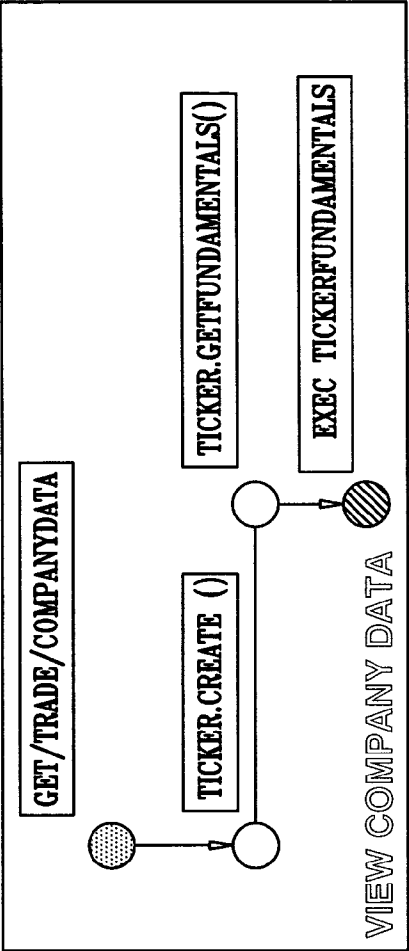 GET/TRADE/COMPANYDATA
TICKER.CREATE ()
TICKER.GETFUNDAMENTALS()
EXEC TICKERFUNDAMENTALS
VIEW COMPANY DATA